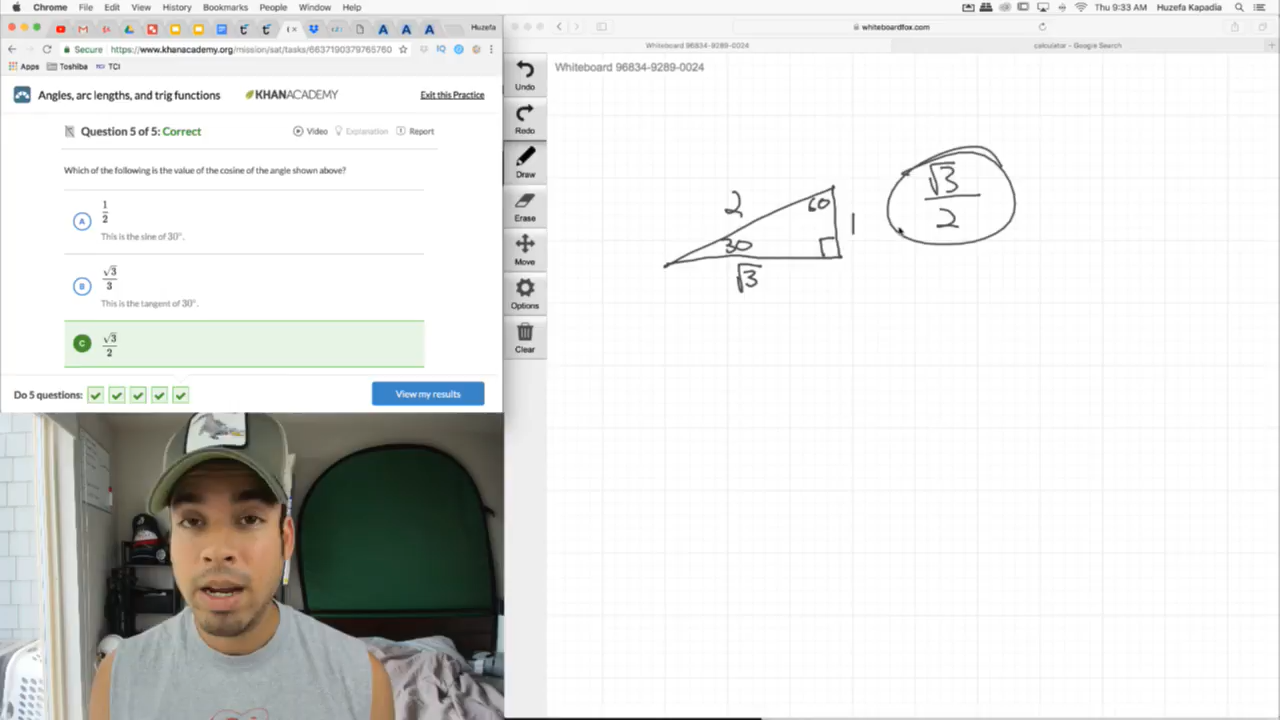 Chrome File Edit View History Bookmarks People Window Help
Thu 9:33 AM Huzefa Kapadia
Huzefa
Secure https://www.khanacademy.org/mission/sat/tasks/6637190379765760
Apps Toshiba TCI
Angles, arc lengths, and trig functions KHANACADEMY Exit this Practice
Question 5 of 5: Correct Video Explanation Report
Which of the following is the value of the cosine of the angle shown above?
A 1/2
This is the sine of 30°.
B √3/3
This is the tangent of 30°.
C √3/2
Do 5 questions: View my results
whiteboardfox.com
Whiteboard 96834-9289-0024 calculator - Google Search
Whiteboard 96834-9289-0024
Undo
Redo
Draw
Erase
Move
Options
Clear
2
60
1
30
√3
√3/2